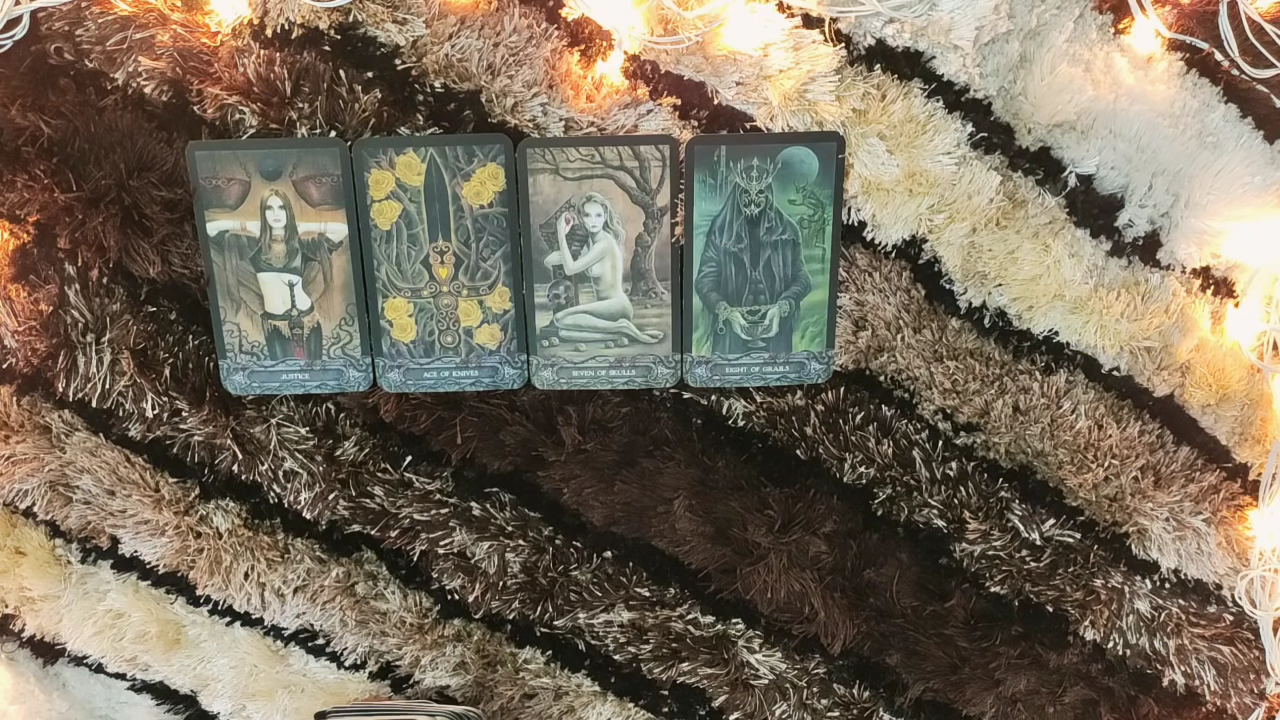 JUSTICE
ACE OF KNIVES
SEVEN OF SKULLS
EIGHT OF GRAILS